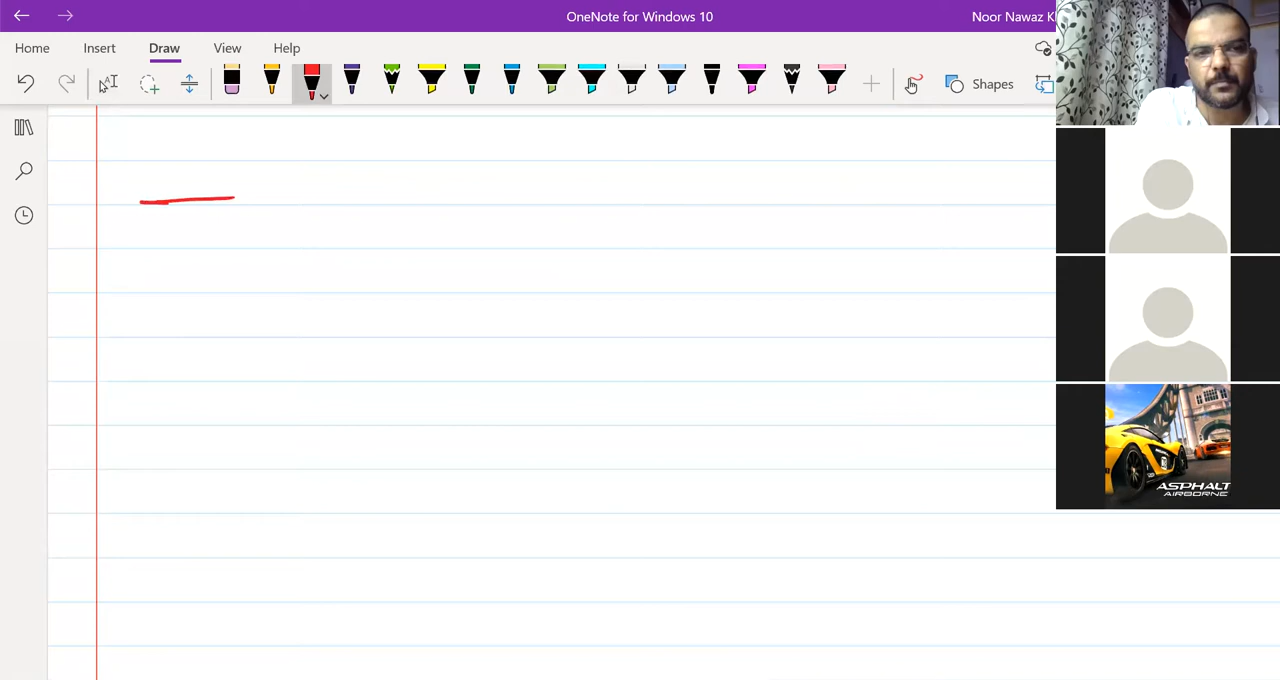 OneNote for Windows 10
Noor Nawaz K
Home Insert Draw View Help
Shapes
ASPHALT
AIRBORNE